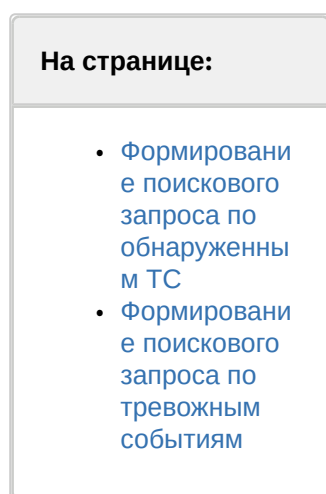 На странице:
• Формировани
е поискового
запроса по
обнаруженны
м ТС
• Формировани
е поискового
запроса по
тревожным
событиям